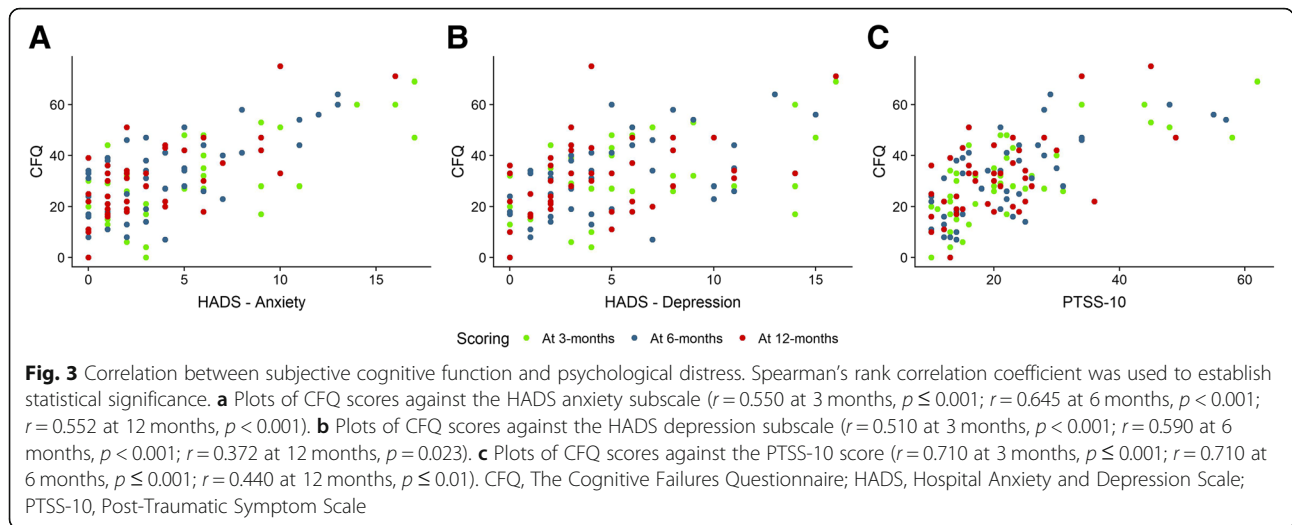 A
B
C
CFQ
60
40
20
0
0
5
10
15
HADS - Anxiety
CFQ
60
40
20
0
0
5
10
15
HADS - Depression
CFQ
60
40
20
0
20
40
60
PTSS-10
Scoring At 3-months At 6-months At 12-months
Fig. 3 Correlation between subjective cognitive function and psychological distress. Spearman's rank correlation coefficient was used to establish
statistical significance. a Plots of CFQ scores against the HADS anxiety subscale (r = 0.550 at 3 months, p ≤ 0.001; r = 0.645 at 6 months, p < 0.001;
r = 0.552 at 12 months, p < 0.001). b Plots of CFQ scores against the HADS depression subscale (r = 0.510 at 3 months, p < 0.001; r = 0.590 at 6
months, p < 0.001; r = 0.372 at 12 months, p = 0.023). c Plots of CFQ scores against the PTSS-10 score (r = 0.710 at 3 months, p ≤ 0.001; r = 0.710 at
6 months, p ≤ 0.001; r = 0.440 at 12 months, p ≤ 0.01). CFQ, The Cognitive Failures Questionnaire; HADS, Hospital Anxiety and Depression Scale;
PTSS-10, Post-Traumatic Symptom Scale